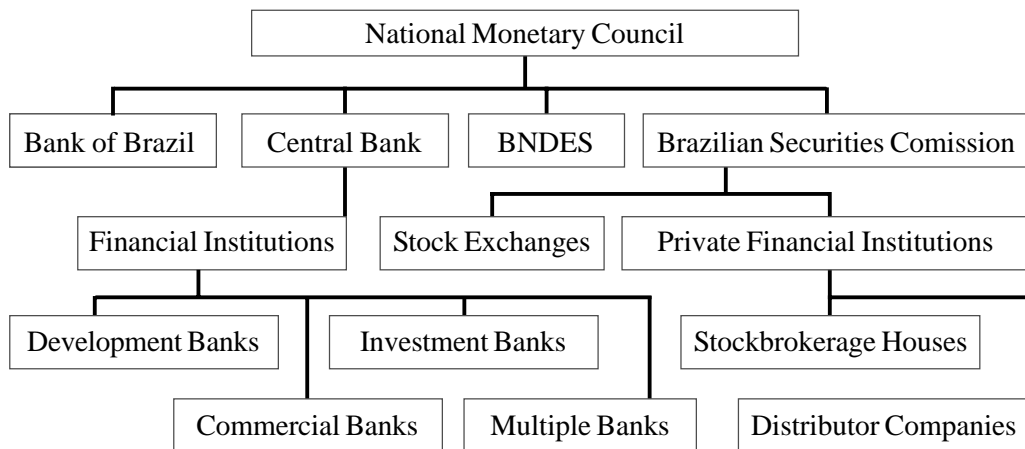 National Monetary Council
Bank of Brazil
Central Bank
BNDES
Brazilian Securities Comission
Financial Institutions
Stock Exchanges
Private Financial Institutions
Development Banks
Investment Banks
Stockbrokerage Houses
Commercial Banks
Multiple Banks
Distributor Companies